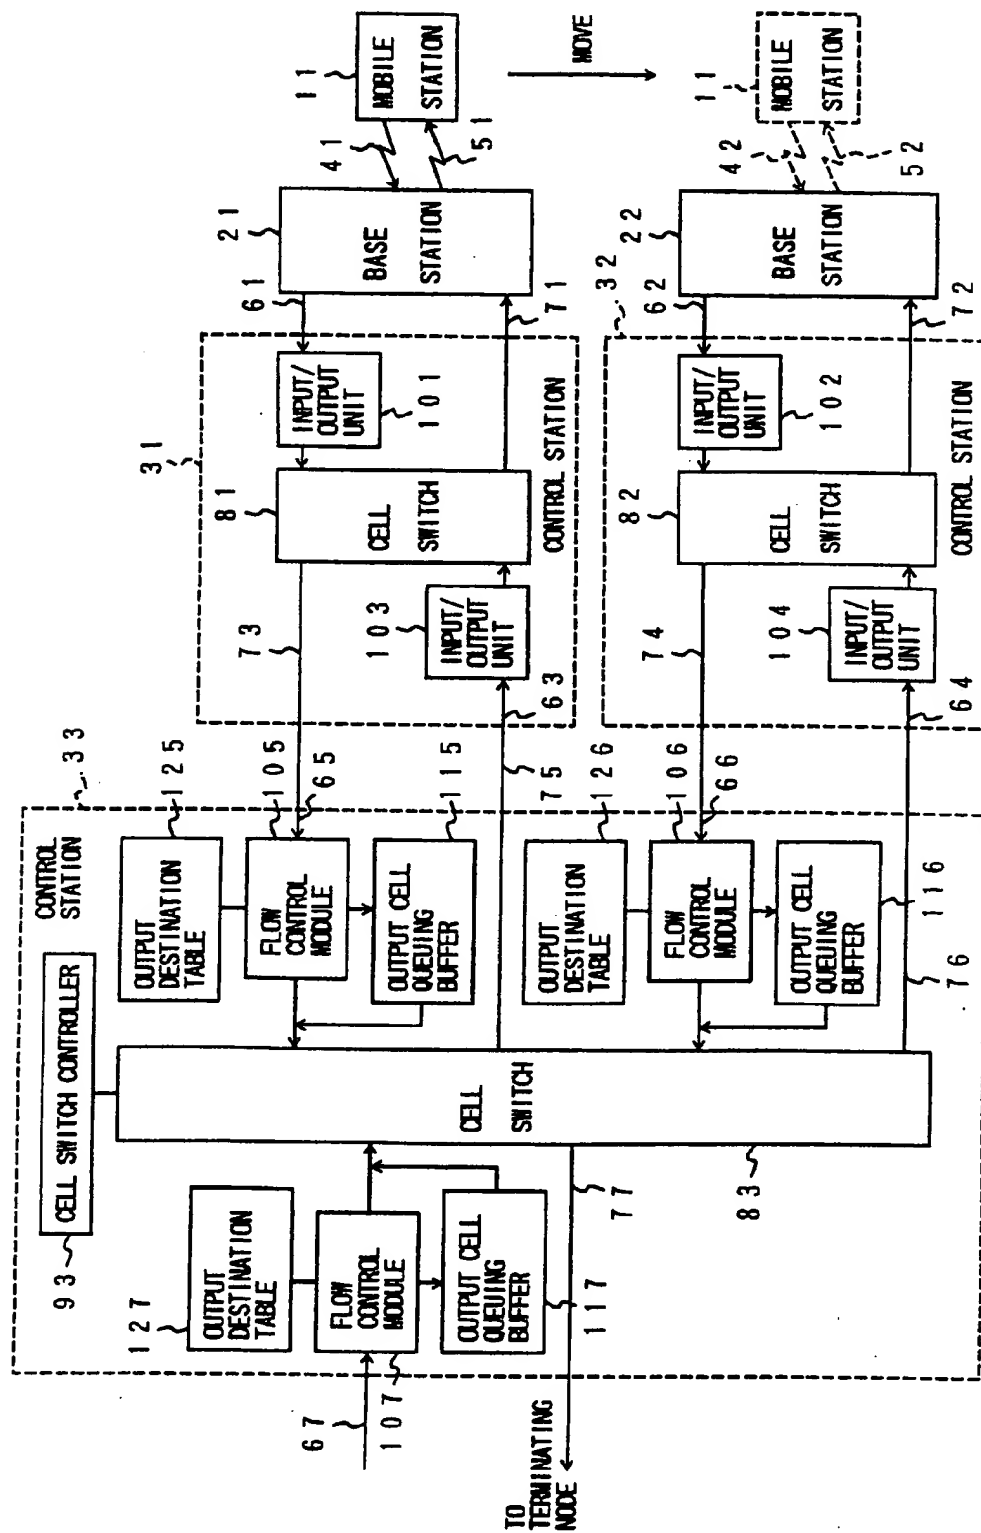 CELL SWITCH CONTROLLER
93
CONTROL
STATION
33
127
OUTPUT
DESTINATION
TABLE
67
107
FLOW
CONTROL
MODULE
OUTPUT CELL
QUEUING
BUFFER
117
TO
TERMINATING
NODE
77
83
CELL
SWITCH
OUTPUT
DESTINATION
TABLE
125
FLOW
CONTROL
MODULE
105
65
OUTPUT CELL
QUEUING
BUFFER
115
75
OUTPUT
DESTINATION
TABLE
126
FLOW
CONTROL
MODULE
106
66
OUTPUT CELL
QUEUING
BUFFER
116
76
73
31
103
INPUT/
OUTPUT
UNIT
63
81
CELL
SWITCH
INPUT/
OUTPUT
UNIT
101
CONTROL STATION
61
21
BASE
STATION
71
41
51
11
MOBILE
STATION
MOVE
74
32
104
INPUT/
OUTPUT
UNIT
64
82
CELL
SWITCH
INPUT/
OUTPUT
UNIT
102
CONTROL STATION
62
22
BASE
STATION
72
42
52
11
MOBILE
STATION